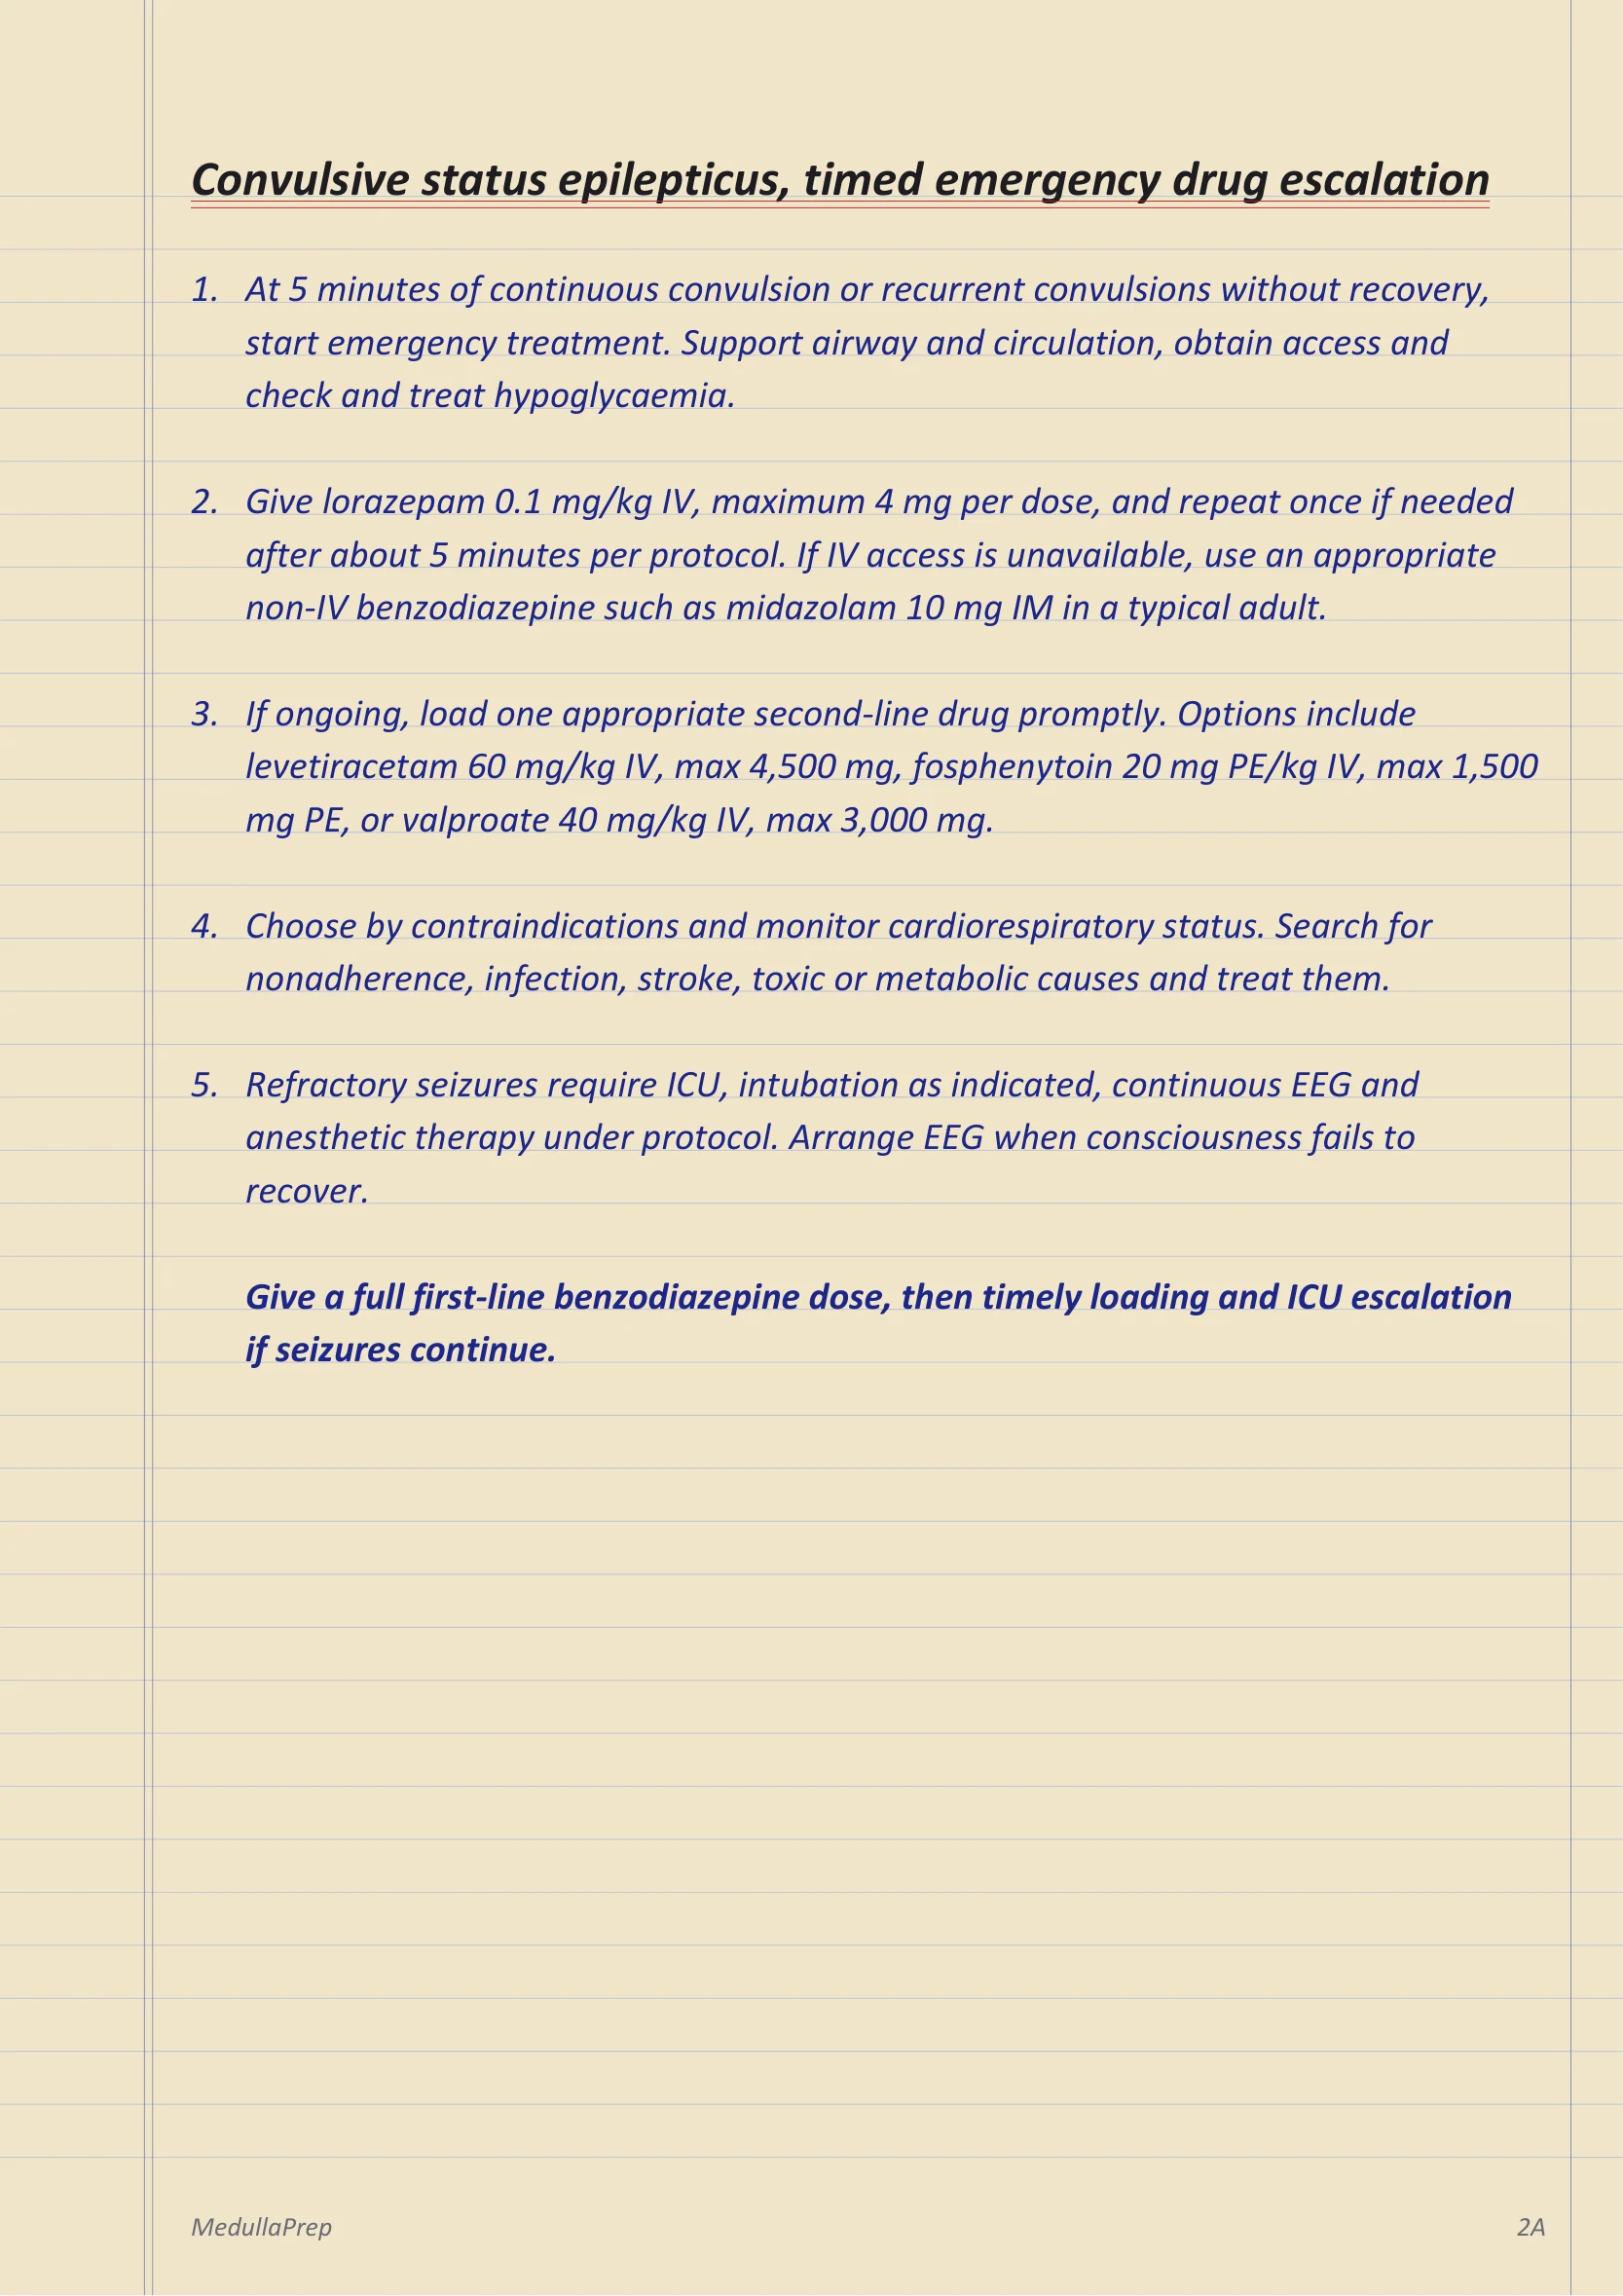 Convulsive status epilepticus, timed emergency drug escalation
1. At 5 minutes of continuous convulsion or recurrent convulsions without recovery,
start emergency treatment. Support airway and circulation, obtain access and
check and treat hypoglycaemia.
2. Give lorazepam 0.1 mg/kg IV, maximum 4 mg per dose, and repeat once if needed
after about 5 minutes per protocol. If IV access is unavailable, use an appropriate
non-IV benzodiazepine such as midazolam 10 mg IM in a typical adult.
3. If ongoing, load one appropriate second-line drug promptly. Options include
levetiracetam 60 mg/kg IV, max 4,500 mg, fosphenytoin 20 mg PE/kg IV, max 1,500
mg PE, or valproate 40 mg/kg IV, max 3,000 mg.
4. Choose by contraindications and monitor cardiorespiratory status. Search for
nonadherence, infection, stroke, toxic or metabolic causes and treat them.
5. Refractory seizures require ICU, intubation as indicated, continuous EEG and
anesthetic therapy under protocol. Arrange EEG when consciousness fails to
recover.
Give a full first-line benzodiazepine dose, then timely loading and ICU escalation
if seizures continue.
MedullaPrep
2A